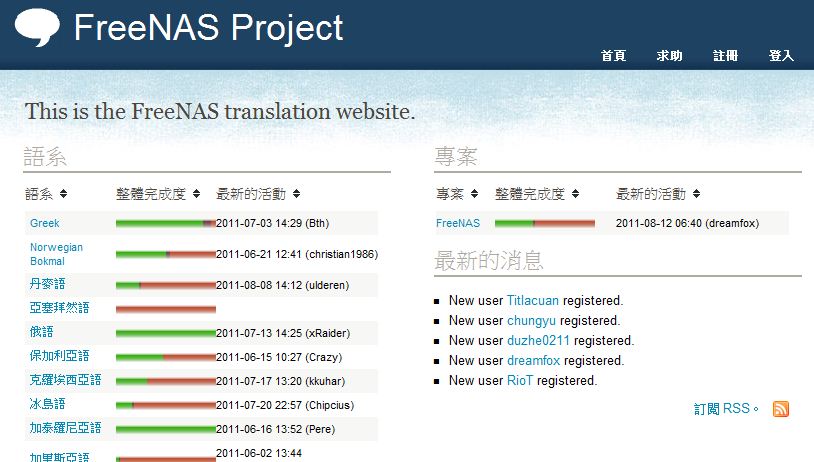 FreeNAS Project
首頁 求助 註冊 登入
This is the FreeNAS translation website.
語系
語系 整體完成度 最新的活動
Greek 2011-07-03 14:29 (Bth)
Norwegian
Bokmal 2011-06-21 12:41 (christian1986)
丹麥語 2011-08-08 14:12 (ulderen)
亞塞拜然語
俄語 2011-07-13 14:25 (xRaider)
保加利亞語 2011-06-15 10:27 (Crazy)
克羅埃西亞語 2011-07-17 13:20 (kkuhar)
冰島語 2011-07-20 22:57 (Chipcius)
加泰羅尼亞語 2011-06-16 13:52 (Pere)
加里斯亞語 2011-06-02 13:44
專案
專案 整體完成度 最新的活動
FreeNAS 2011-08-12 06:40 (dreamfox)
最新的消息
New user Titlacuan registered.
New user chungyu registered.
New user duzhe0211 registered.
New user dreamfox registered.
New user RioT registered.
訂閱 RSS。